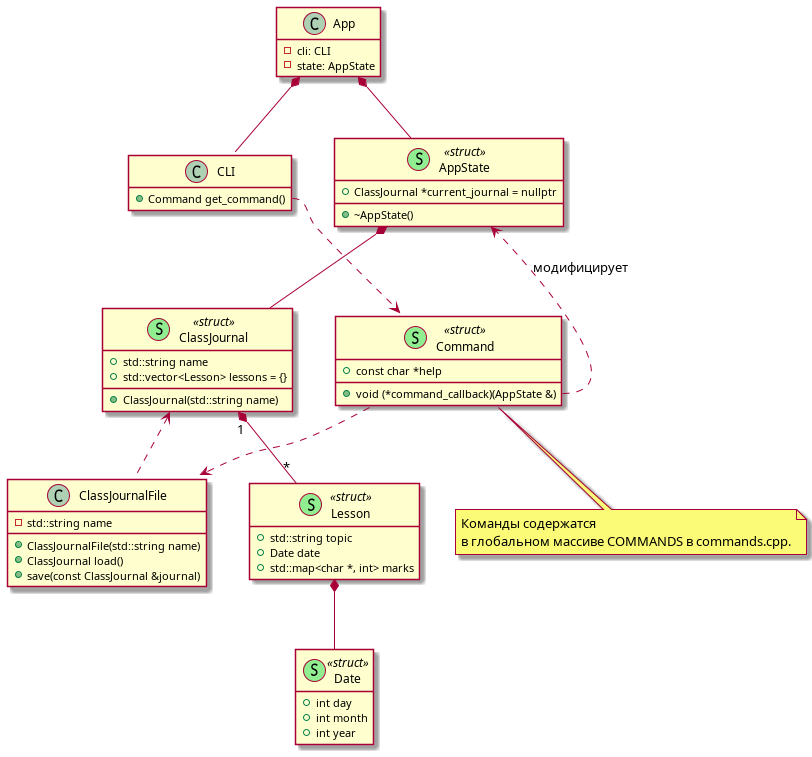 C App
cli: CLI
state: AppState
C CLI
Command get_command()
S «struct»
AppState
ClassJournal *current_journal = nullptr
~AppState()
модифицирует
S «struct»
ClassJournal
std::string name
std::vector<Lesson> lessons = {}
ClassJournal(std::string name)
S «struct»
Command
const char *help
void (*command_callback)(AppState &)
1
*
C ClassJournalFile
std::string name
ClassJournalFile(std::string name)
ClassJournal load()
save(const ClassJournal &journal)
S «struct»
Lesson
std::string topic
Date date
std::map<char *, int> marks
Команды содержатся
в глобальном массиве COMMANDS в commands.cpp.
S «struct»
Date
int day
int month
int year